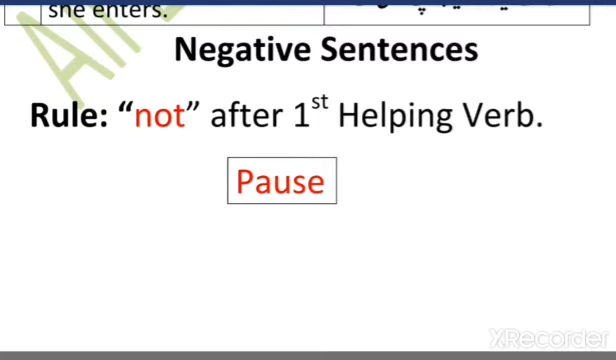 she enters.
Negative Sentences
Rule: “not” after 1st Helping Verb.
Pause
XRecorder